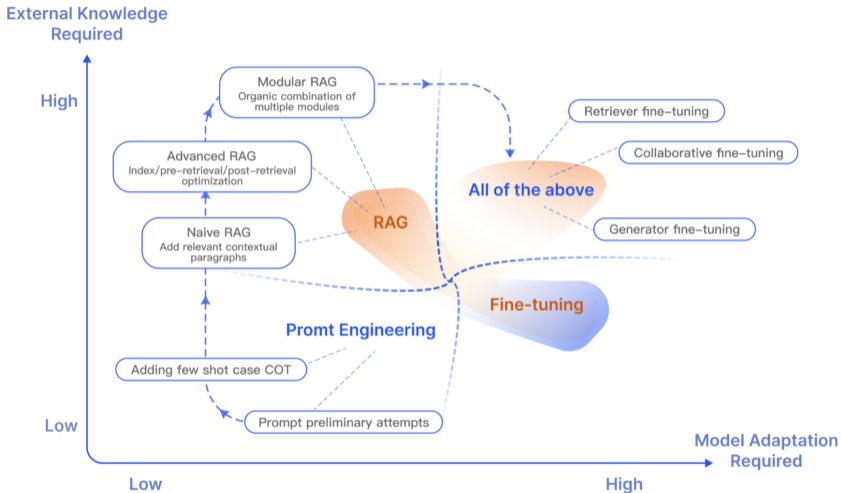 External Knowledge
Required
High
Modular RAG
Organic combination of
multiple modules
Retriever fine-tuning
Collaborative fine-tuning
Advanced RAG
Index/pre-retrieval/post-retrieval
optimization
All of the above
RAG
Naive RAG
Add relevant contextual
paragraphs
Generator fine-tuning
Fine-tuning
Promt Engineering
Adding few shot case COT
Prompt preliminary attempts
Low
Model Adaptation
Required
Low
High